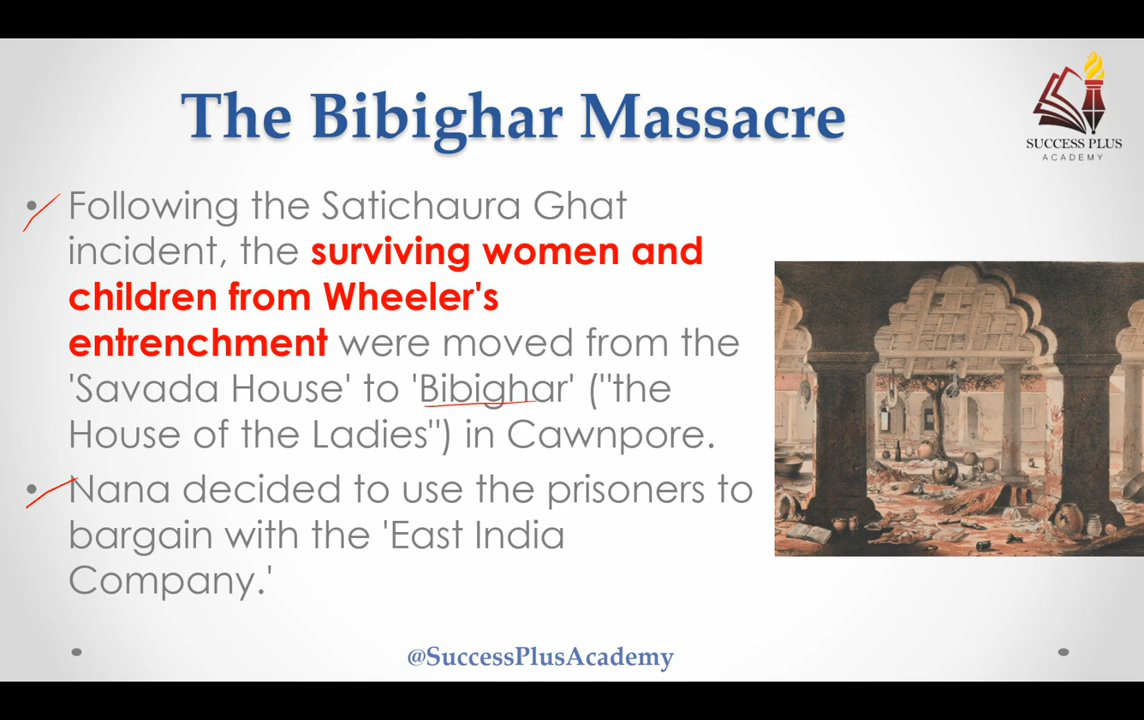 The Bibighar Massacre
SUCCESS PLUS
ACADEMY
• Following the Satichaura Ghat
incident, the surviving women and
children from Wheeler's
entrenchment were moved from the
'Savada House' to 'Bibighar' ("the
House of the Ladies") in Cawnpore.
• Nana decided to use the prisoners to
bargain with the 'East India
Company.'
@SuccessPlusAcademy